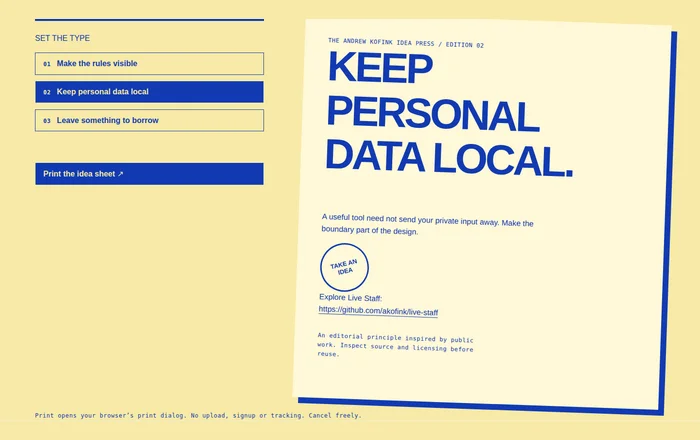 SET THE TYPE
01 Make the rules visible
02 Keep personal data local
03 Leave something to borrow
Print the idea sheet ↗
THE ANDREW KOFINK IDEA PRESS / EDITION 02
KEEP
PERSONAL
DATA LOCAL.
A useful tool need not send your private input away. Make the
boundary part of the design.
TAKE AN
IDEA
Explore Live Staff:
https://github.com/akofink/live-staff
An editorial principle inspired by public
work. Inspect source and licensing before
reuse.
Print opens your browser’s print dialog. No upload, signup or tracking. Cancel freely.